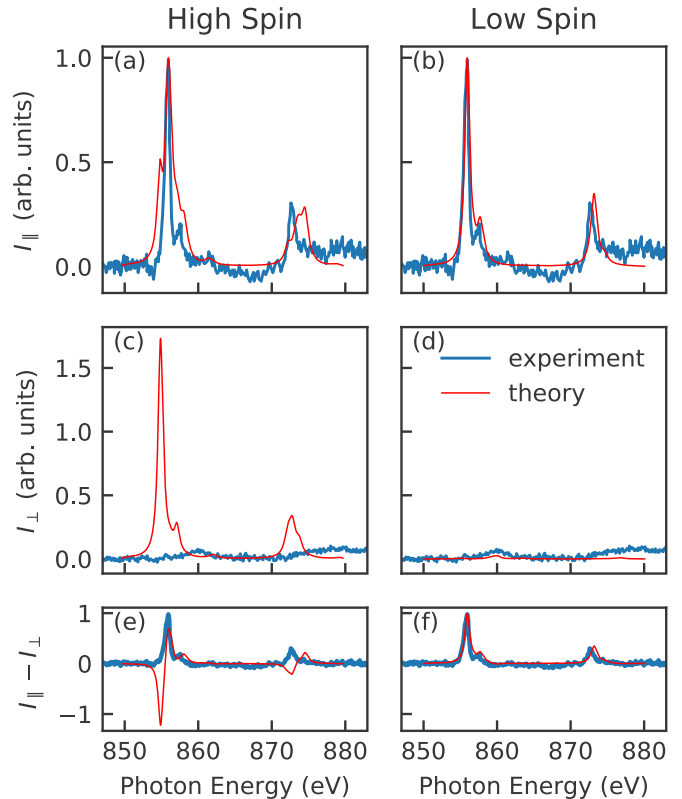 High Spin
Low Spin
(a)
(b)
1.0
0.5
0.0
I∥ (arb. units)
(c)
(d)
experiment
theory
1.5
1.0
0.5
0.0
I⊥ (arb. units)
(e)
(f)
1
0
−1
I∥ − I⊥
850
860
870
880
850
860
870
880
Photon Energy (eV)
Photon Energy (eV)